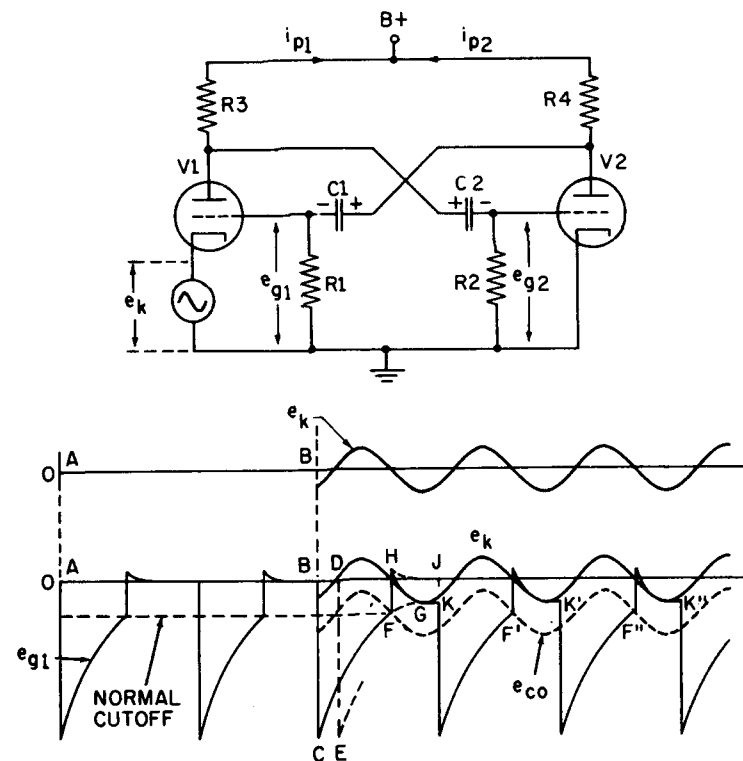 B+
ip1 ip2
R3 R4
V1 V2
C1 C2
− + + −
ek eg1 R1 R2 eg2
ek
A B
O
ek
A B D H J
O
F G K F' K' F" K"
eg1
NORMAL
CUTOFF
eco
C E